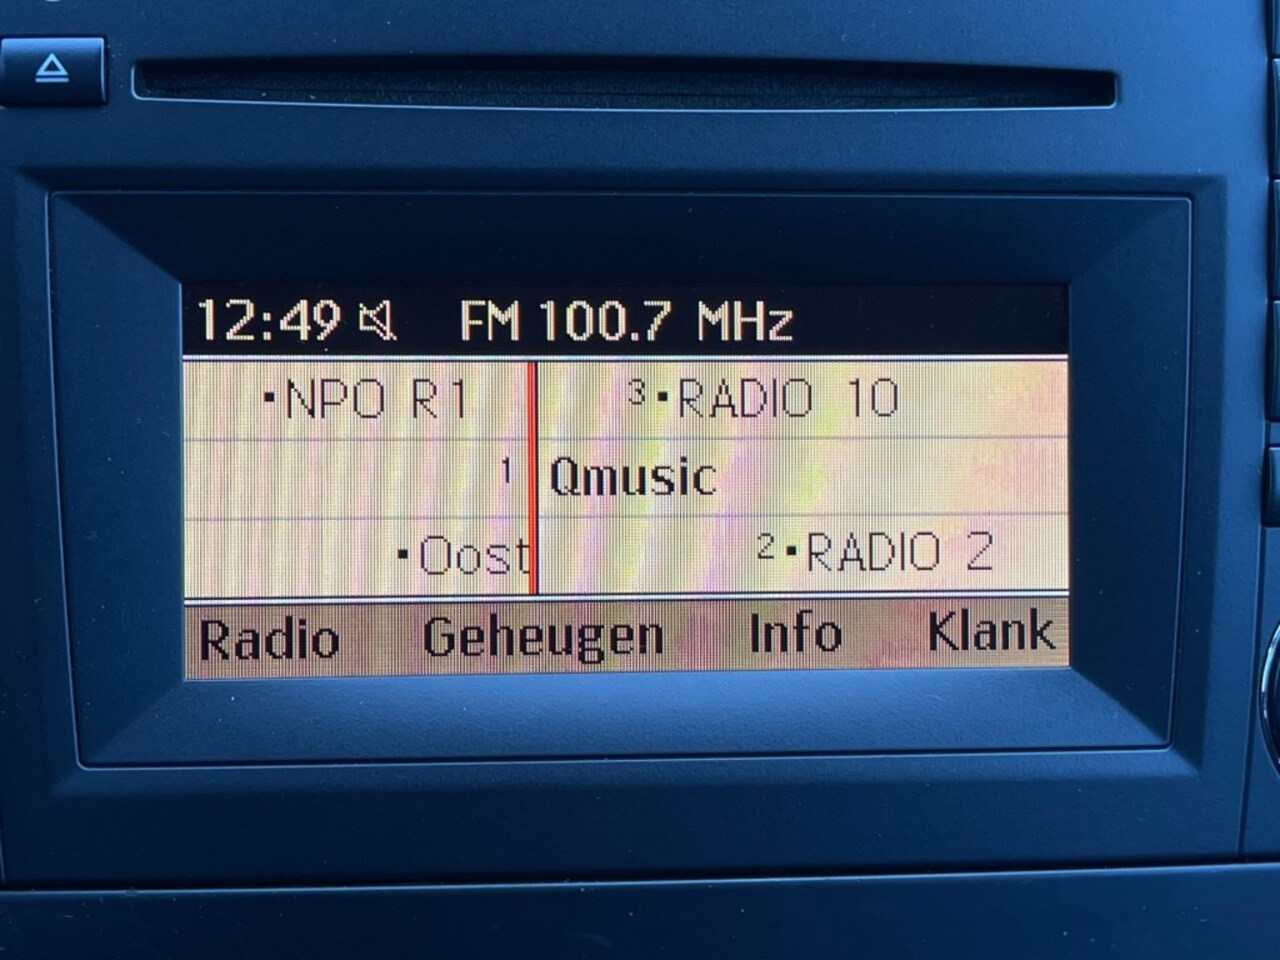 12:49 FM 100.7 MHz
·NPO R1 3·RADIO 10
1 Qmusic
·Oost 2·RADIO 2
Radio Geheugen Info Klank